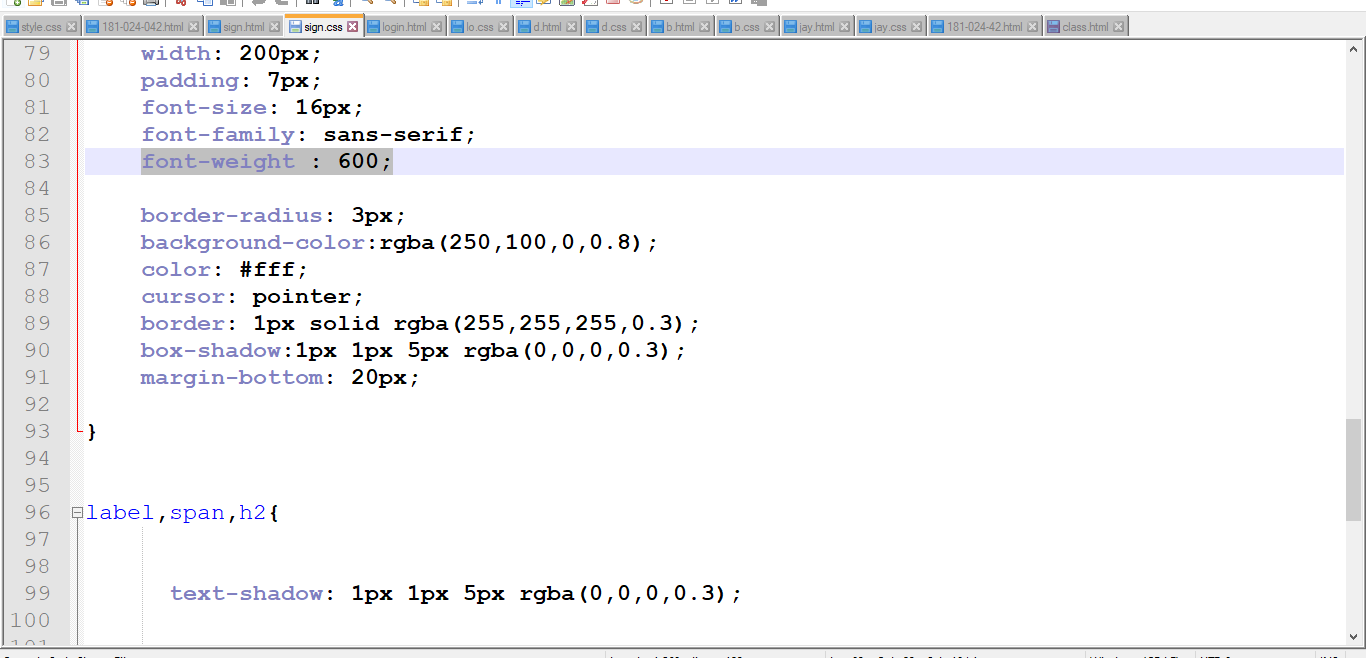 style.css 181-024-042.html sign.html sign.css login.html lo.css d.html d.css b.html b.css jay.html jay.css 181-024-42.html class.html
79 width: 200px;
80 padding: 7px;
81 font-size: 16px;
82 font-family: sans-serif;
83 font-weight : 600;
84
85 border-radius: 3px;
86 background-color:rgba(250,100,0,0.8);
87 color: #fff;
88 cursor: pointer;
89 border: 1px solid rgba(255,255,255,0.3);
90 box-shadow:1px 1px 5px rgba(0,0,0,0.3);
91 margin-bottom: 20px;
92
93 }
94
95
96 label,span,h2{
97
98
99 text-shadow: 1px 1px 5px rgba(0,0,0,0.3);
100